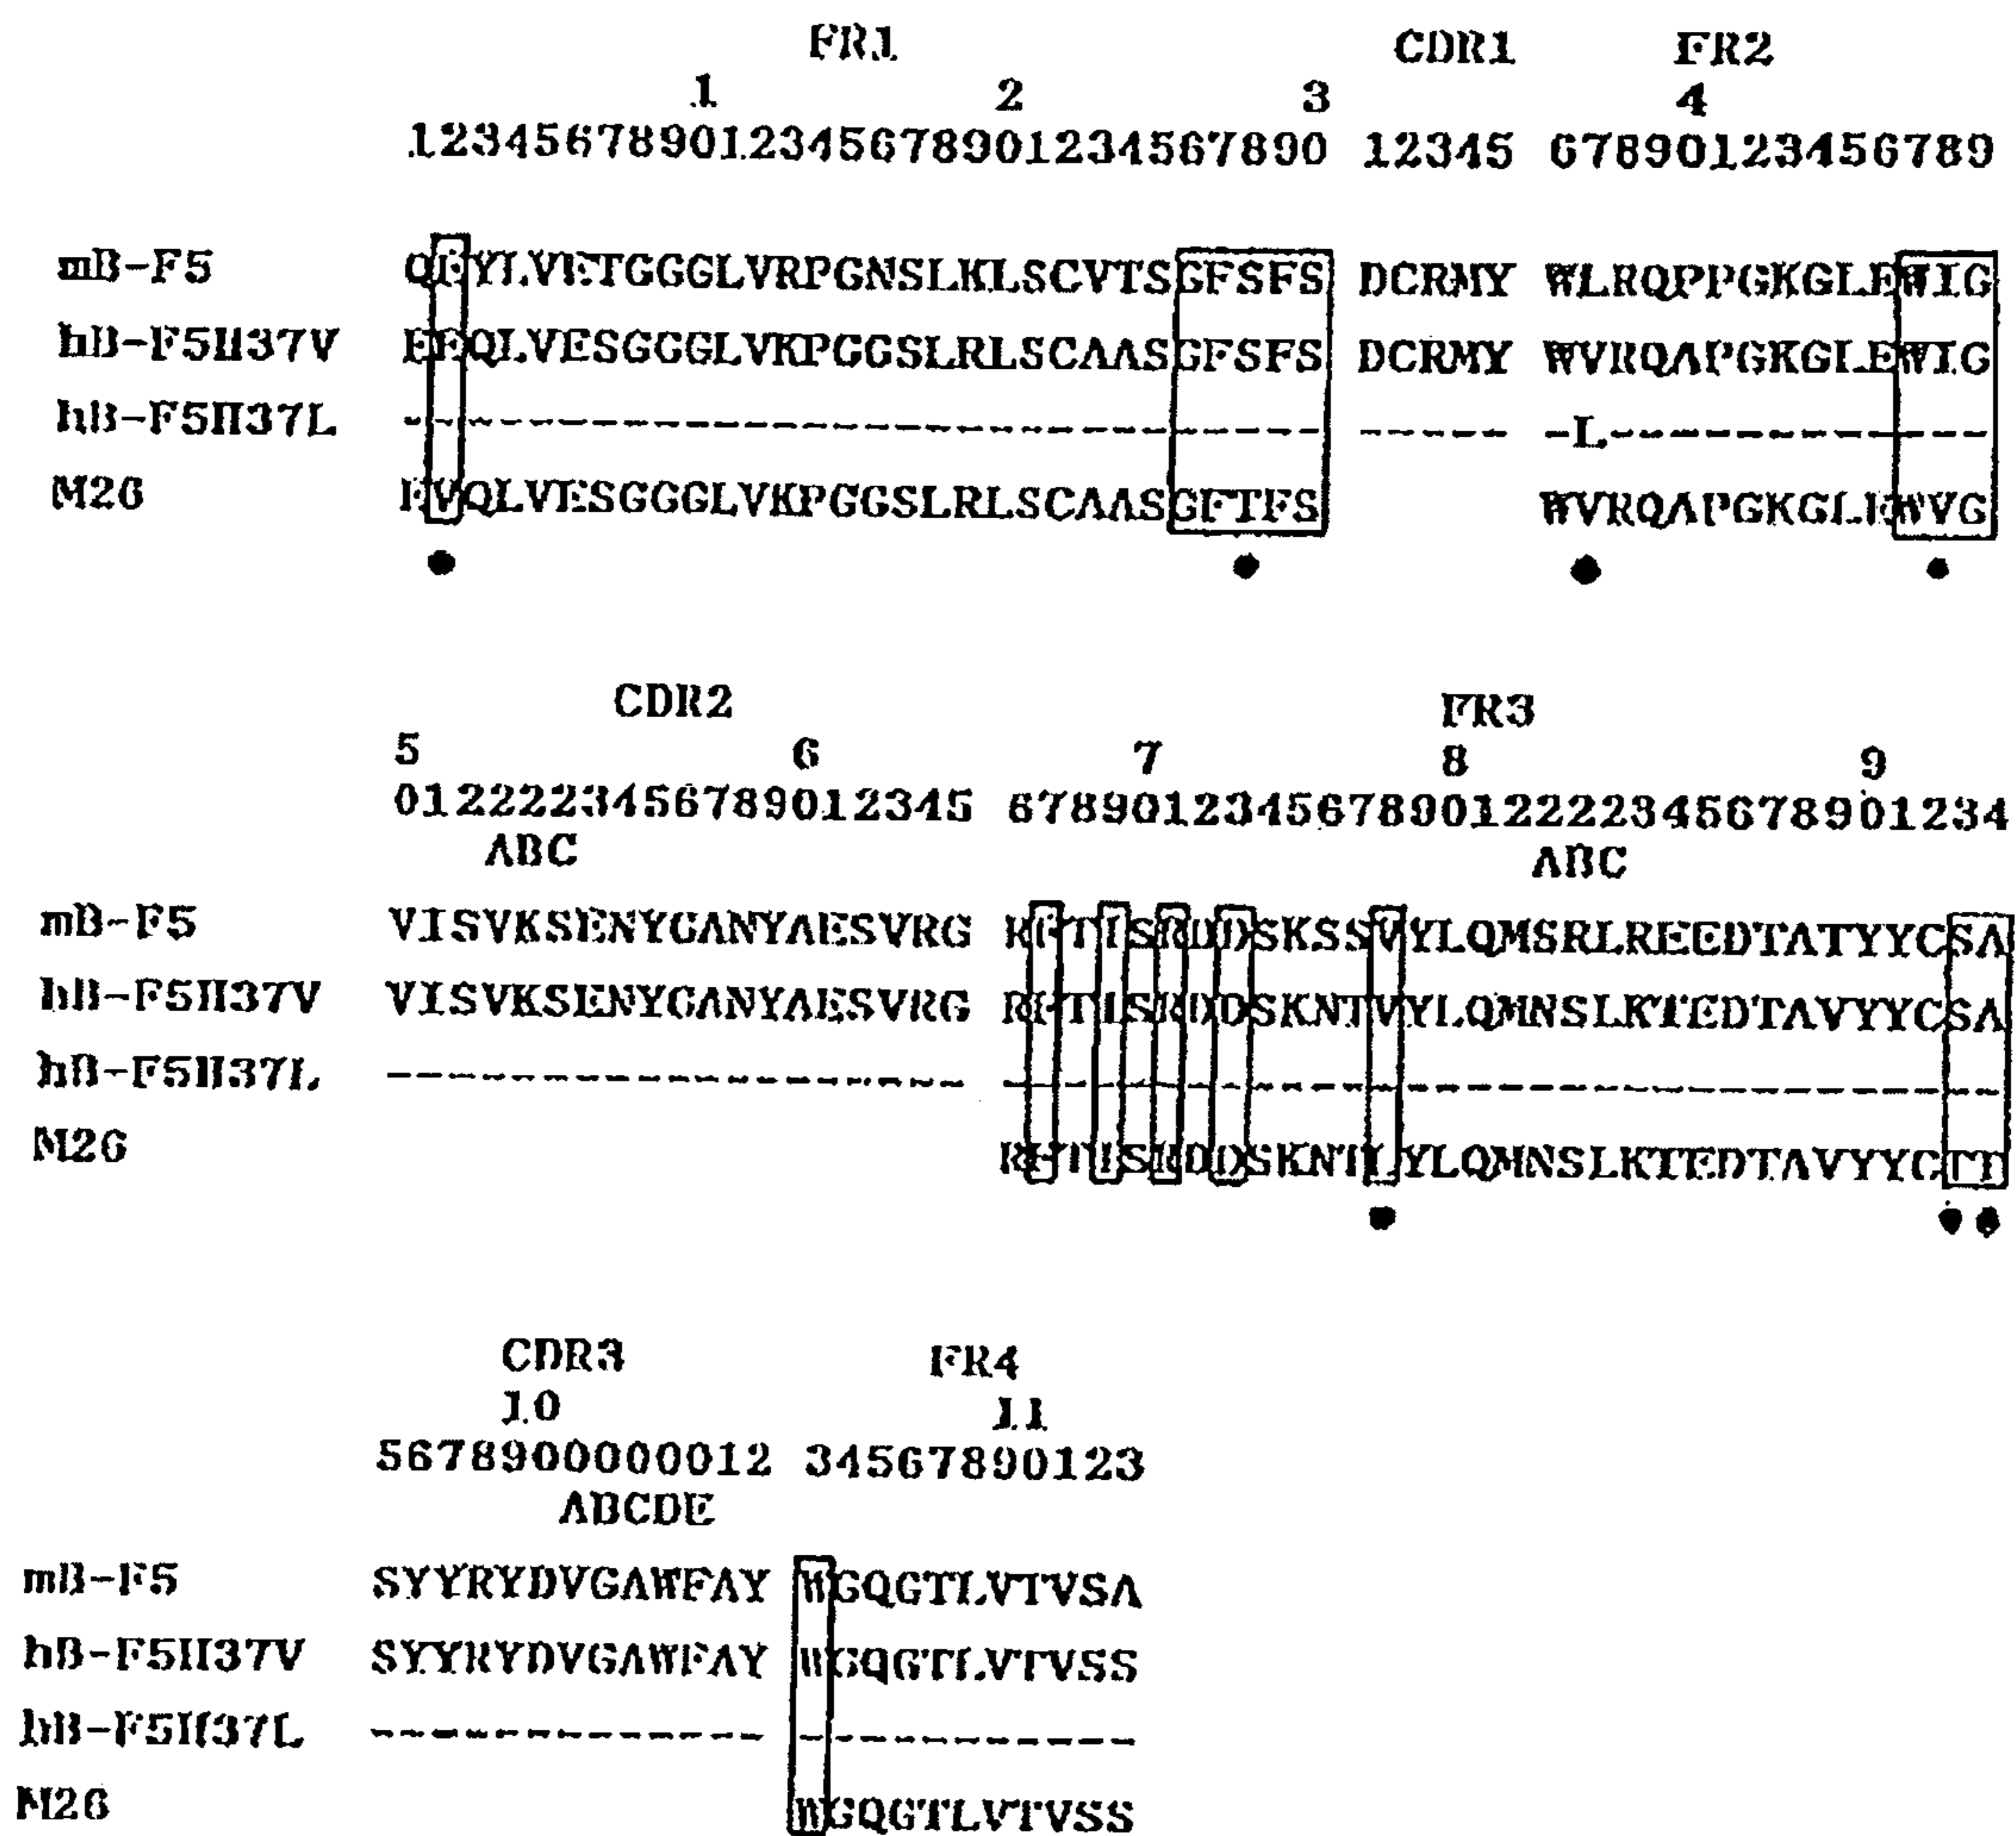 FR1 CDR1 FR2
1 2 3 4
123456789012345678901234567890 12345 67890123456789
mB-F5 QEYLVETGGGLVRPGNSLKLSCVTSGFSFS DCRMY WLRQPPGKGLEWIG
hB-F5H37V EEQLVESGGGLVKPGGSLRLSCAASGFSFS DCRMY WVRQAPGKGLEWIG
hB-F5H37L ------------------------------ ----- -L------------
M26 EVQLVESGGGLVKPGGSLRLSCAASGFTFS WVRQAPGKGLEWVG
CDR2 FR3
5 6 7 8 9
0122223456789012345 67890123456789012222345678901234
ABC ABC
mB-F5 VISVKSENYGANYAESVRG RFTISRDDSKSSVYLQMSRLREEDTATYYCSA
hB-F5H37V VISVKSENYGANYAESVRG RFTISRDDSKNTVYLQMNSLKTEDTAVYYCSA
hB-F5H37L ------------------- --------------------------------
M26 RFTISRDDSKNTLYLQMNSLKTEDTAVYYCTT
CDR3 FR4
10 11
5678900000012 34567890123
ABCDE
mB-F5 SYYRYDVGAWFAY WGQGTLVTVSA
hB-F5H37V SYYRYDVGAWFAY WGQGTLVTVSS
hB-F5H37L ------------- -----------
M26 WGQGTLVTVSS